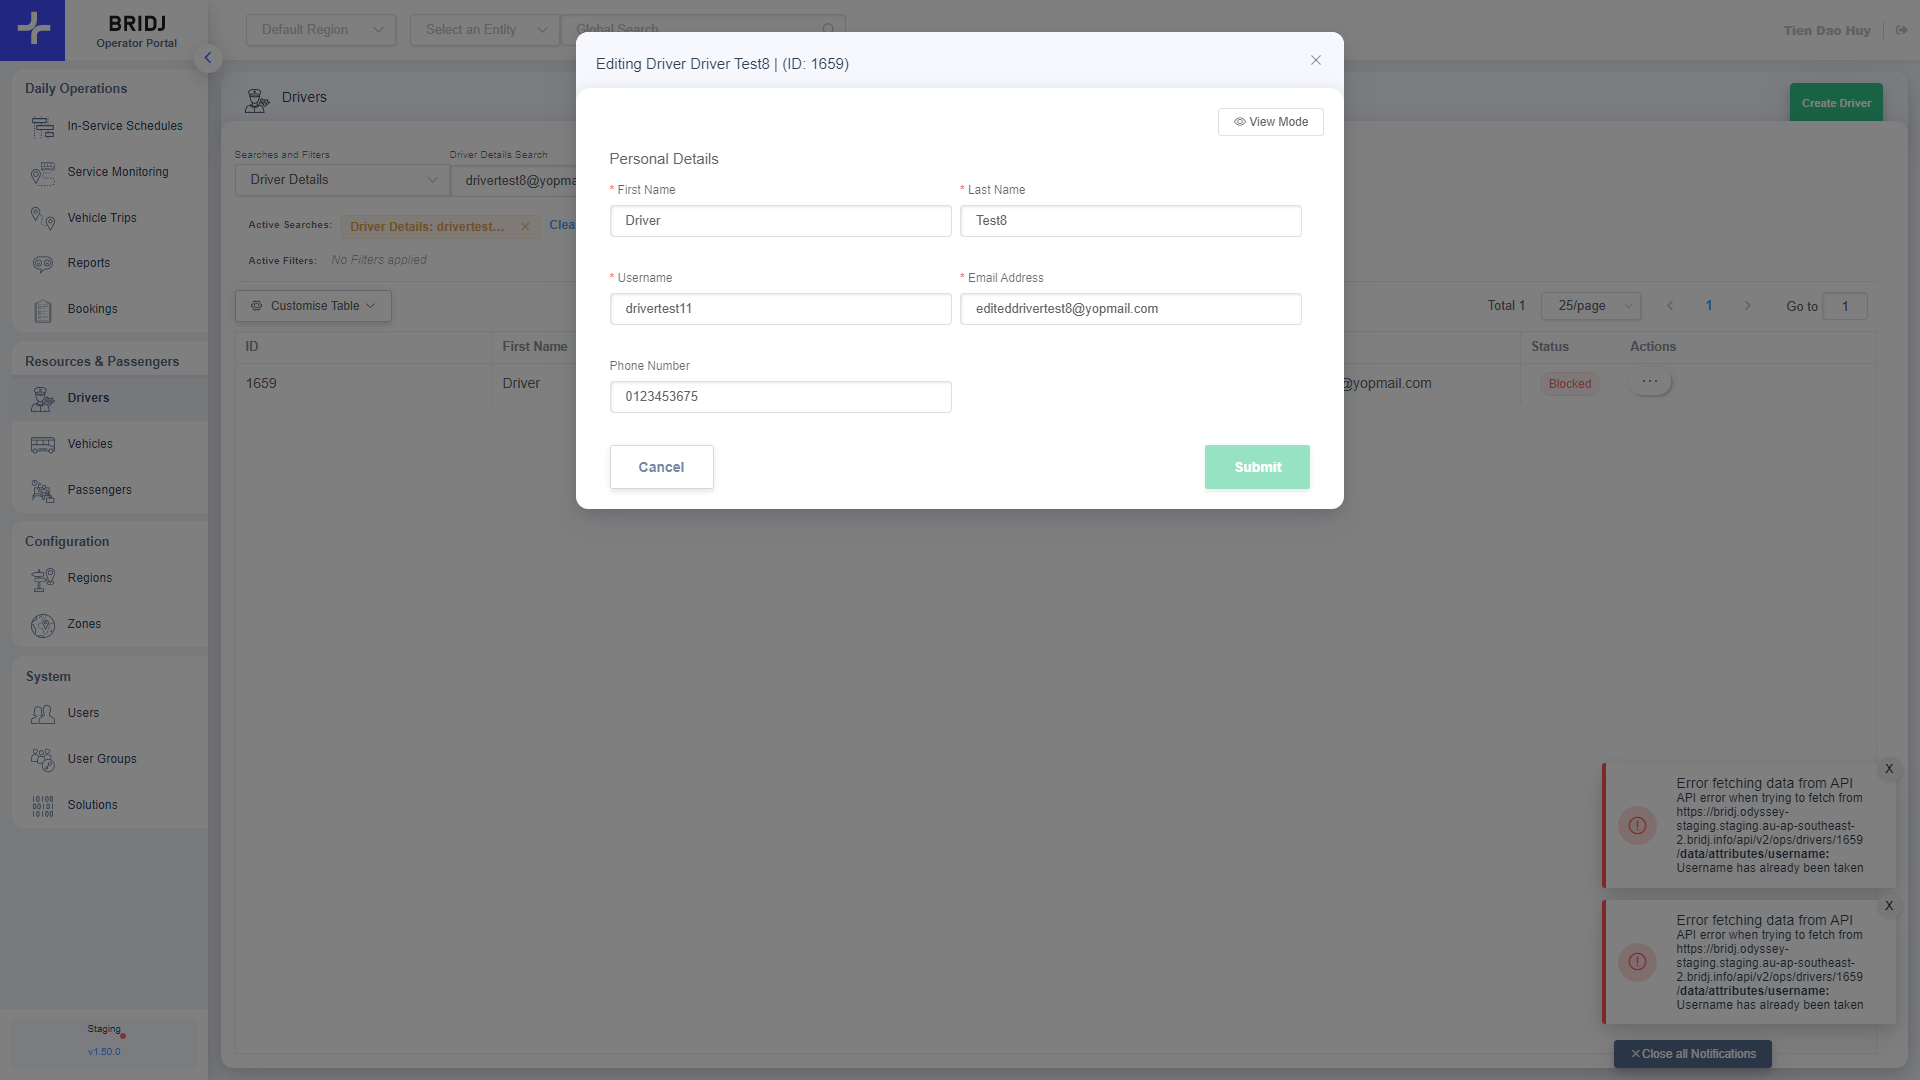 BRIDJ
Operator Portal
Default Region
Select an Entity
Global Search
Tien Dao Huy
Daily Operations
In-Service Schedules
Service Monitoring
Vehicle Trips
Reports
Bookings
Resources & Passengers
Drivers
Vehicles
Passengers
Configuration
Regions
Zones
System
Users
User Groups
Solutions
Staging
v1.50.0
Drivers
Create Driver
Searches and Filters
Driver Details Search
Driver Details
drivertest8@yopma
Active Searches:
Driver Details: drivertest...
Clea
Active Filters:
No Filters applied
Customise Table
Total 1
25/page
1
Go to
1
ID
First Name
Status
Actions
1659
Driver
@yopmail.com
Blocked
Editing Driver Driver Test8 | (ID: 1659)
View Mode
Personal Details
* First Name
* Last Name
Driver
Test8
* Username
* Email Address
drivertest11
editeddrivertest8@yopmail.com
Phone Number
0123453675
Cancel
Submit
X
Error fetching data from API
API error when trying to fetch from
https://bridj.odyssey-
staging.staging.au-ap-southeast-
2.bridj.info/api/v2/ops/drivers/1659
/data/attributes/username:
Username has already been taken
X
Error fetching data from API
API error when trying to fetch from
https://bridj.odyssey-
staging.staging.au-ap-southeast-
2.bridj.info/api/v2/ops/drivers/1659
/data/attributes/username:
Username has already been taken
Close all Notifications